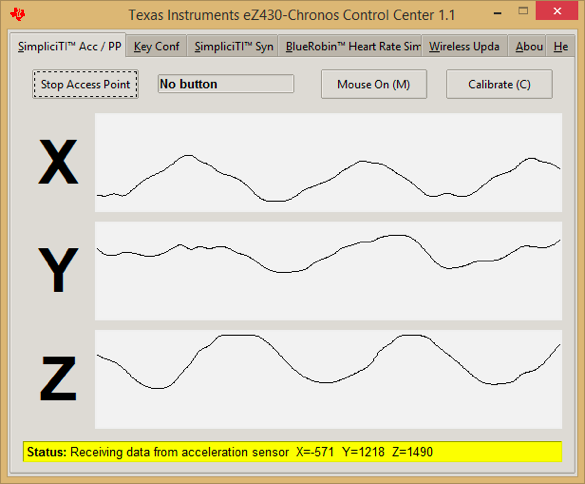 Texas Instruments eZ430-Chronos Control Center 1.1
SimpliciTI™ Acc / PP Key Conf SimpliciTI™ Syn BlueRobin™ Heart Rate Sim Wireless Upda Abou He
Stop Access Point No button Mouse On (M) Calibrate (C)
X
Y
Z
Status: Receiving data from acceleration sensor X=-571 Y=1218 Z=1490